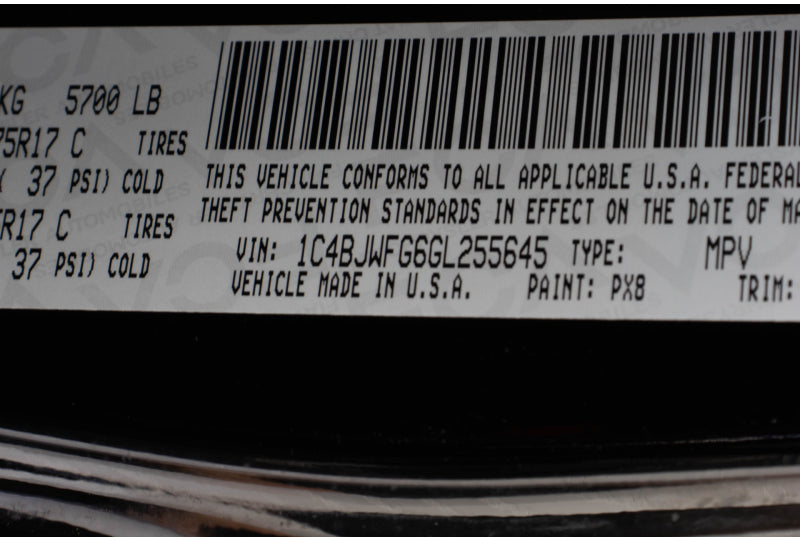 KG 5700 LB
75R17 C TIRES
37 PSI) COLD
R17 C TIRES
37 PSI) COLD
THIS VEHICLE CONFORMS TO ALL APPLICABLE U.S.A. FEDERAL
THEFT PREVENTION STANDARDS IN EFFECT ON THE DATE OF MA
VIN: 1C4BJWFG6GL255645 TYPE: MPV
VEHICLE MADE IN U.S.A. PAINT: PX8 TRIM: